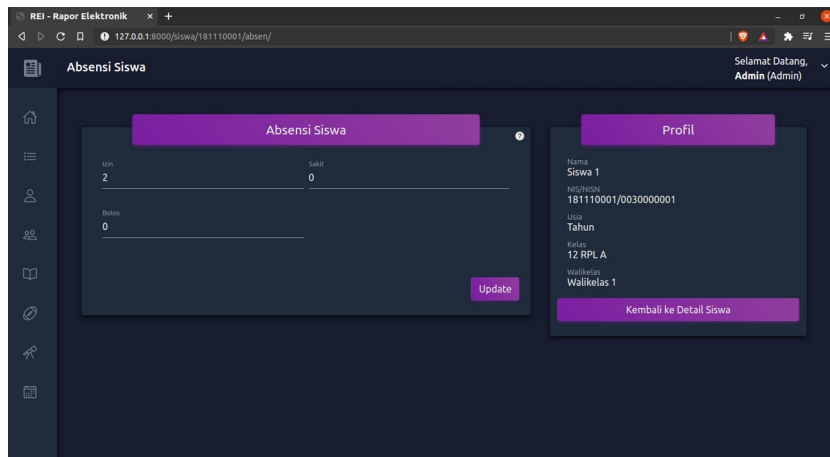 REI - Rapor Elektronik
127.0.0.1:8000/siswa/181110001/absen/
Absensi Siswa
Selamat Datang,
Admin (Admin)
Absensi Siswa
Izin
2
Sakit
0
Bolos
0
Update
Profil
Nama
Siswa 1
NIS/NISN
181110001/0030000001
Usia
Tahun
Kelas
12 RPL A
Walikelas
Walikelas 1
Kembali ke Detail Siswa